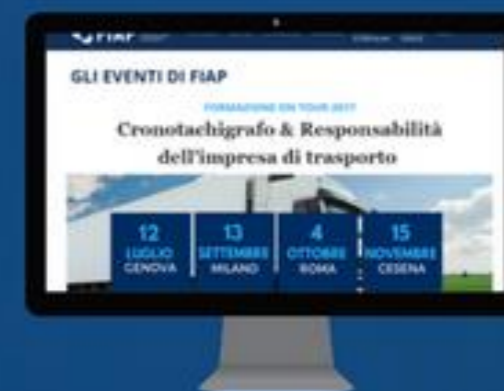 FIAP
GLI EVENTI DI FIAP
FORMAZIONE ON TOUR 2017
Cronotachigrafo & Responsabilità
dell'impresa di trasporto
12 13 4 15
LUGLIO SETTEMBRE OTTOBRE NOVEMBRE
GENOVA MILANO ROMA CESENA